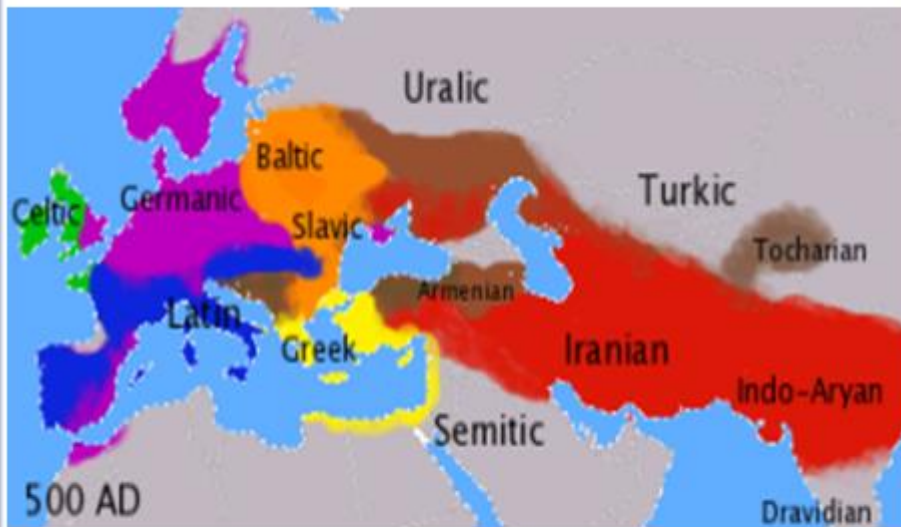 Uralic
Baltic
Turkic
Celtic
Germanic
Slavic
Tocharian
Armenian
Latin
Greek
Iranian
Indo-Aryan
Semitic
500 AD
Dravidian